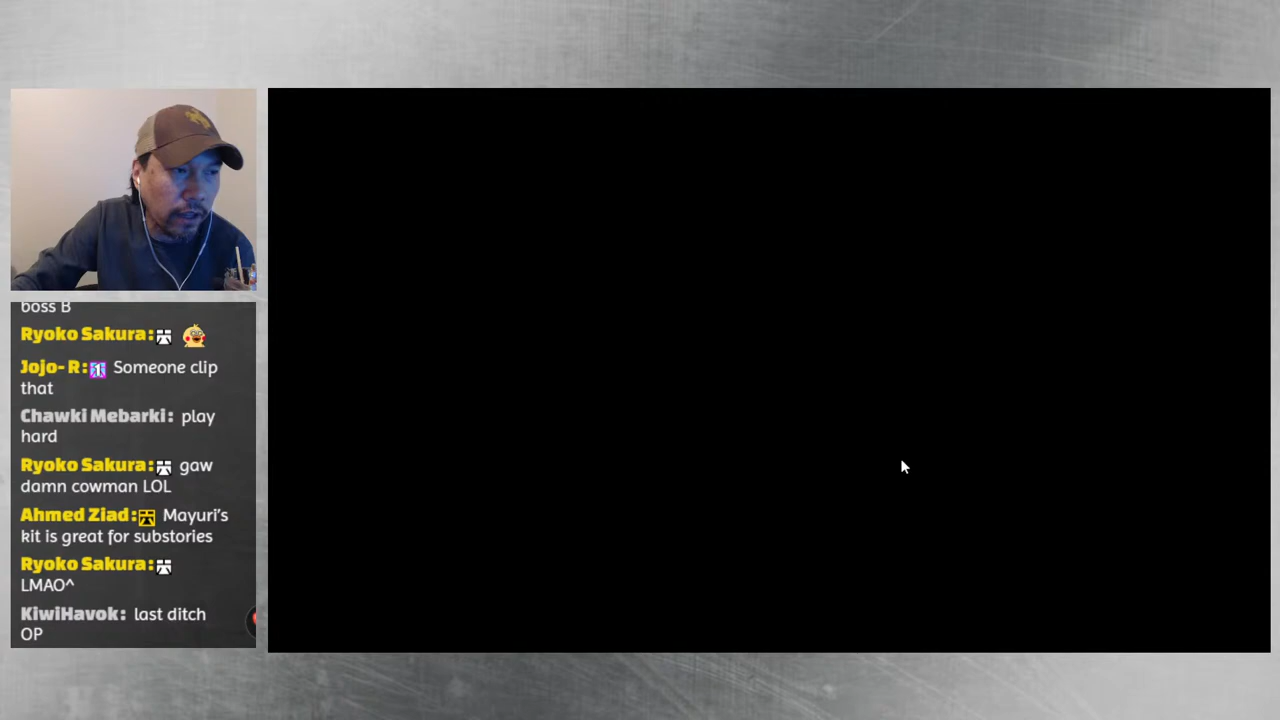 boss B
Ryoko Sakura:
Jojo- R: Someone clip
that
Chawki Mebarki: play
hard
Ryoko Sakura: gaw
damn cowman LOL
Ahmed Ziad: Mayuri's
kit is great for substories
Ryoko Sakura:
LMAO^
KiwiHavok: last ditch
OP